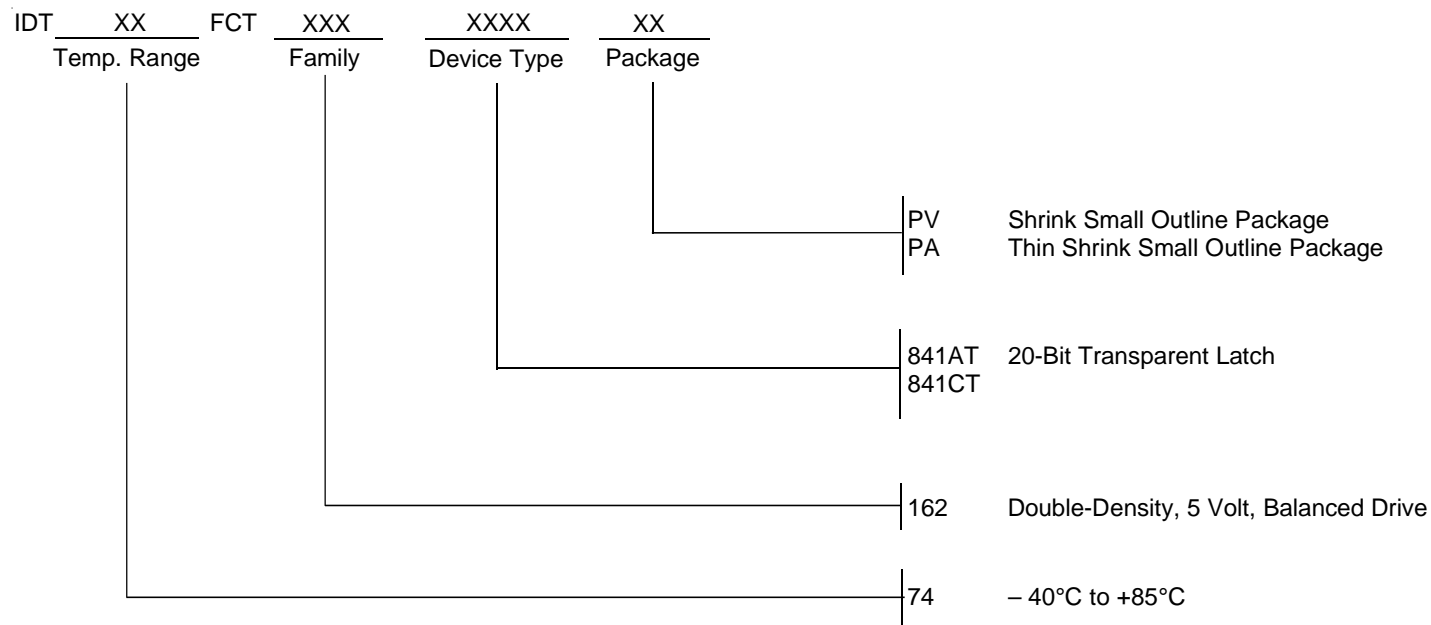 IDT XX FCT XXX XXXX XX
Temp. Range Family Device Type Package
PV Shrink Small Outline Package
PA Thin Shrink Small Outline Package
841AT 20-Bit Transparent Latch
841CT
162 Double-Density, 5 Volt, Balanced Drive
74 – 40°C to +85°C